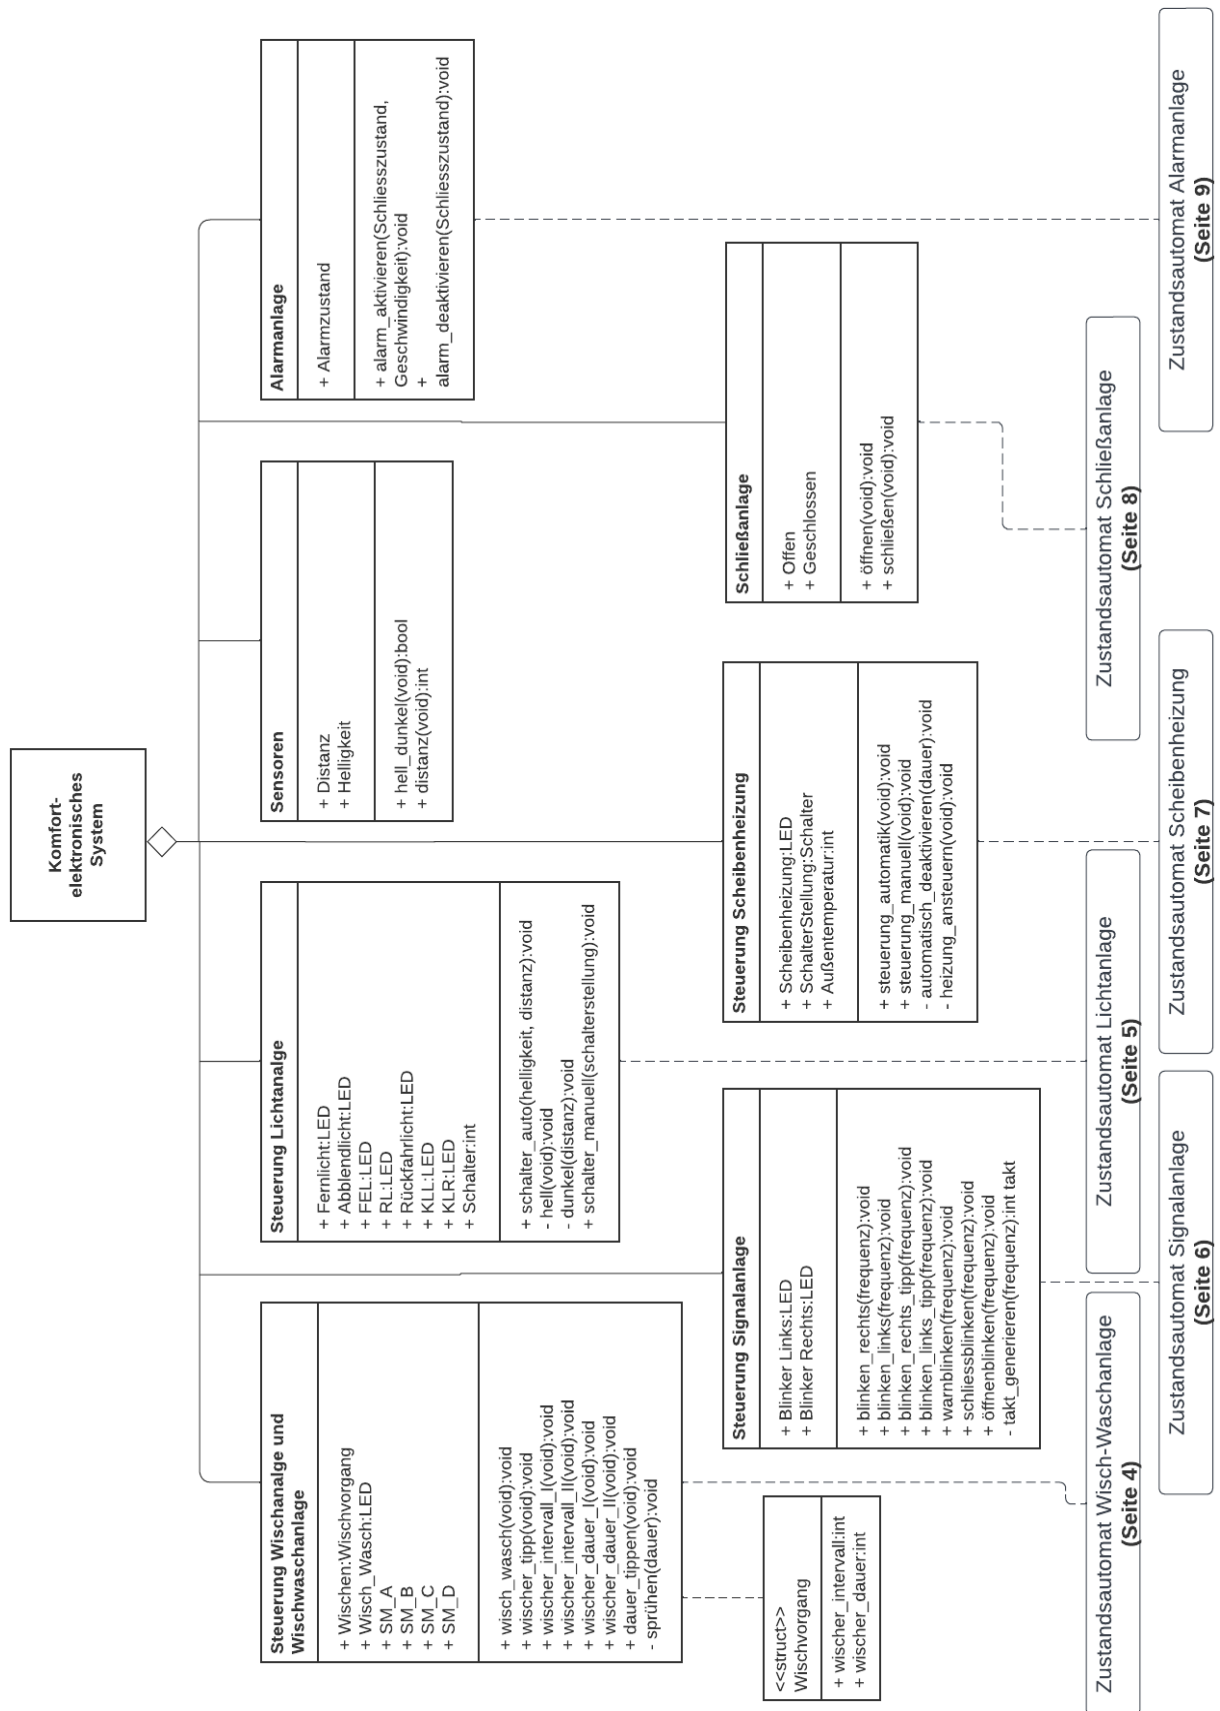 Komfort-
elektronisches
System
Steuerung Wischanalge und
Wischwaschanlage
+ Wischen:Wischvorgang
+ Wisch_Wasch:LED
+ SM_A
+ SM_B
+ SM_C
+ SM_D
+ wisch_wasch(void):void
+ wischer_tipp(void):void
+ wischer_intervall_I(void):void
+ wischer_intervall_II(void):void
+ wischer_dauer_I(void):void
+ wischer_dauer_II(void):void
+ dauer_tippen(void):void
- sprühen(dauer):void
Steuerung Lichtanalge
+ Fernlicht:LED
+ Abblendlicht:LED
+ FEL:LED
+ RL:LED
+ Rückfahrlicht:LED
+ KLL:LED
+ KLR:LED
+ Schalter:int
+ schalter_auto(helligkeit, distanz):void
- hell(void):void
- dunkel(distanz):void
+ schalter_manuell(schalterstellung):void
Sensoren
+ Distanz
+ Helligkeit
+ hell_dunkel(void):bool
+ distanz(void):int
Alarmanlage
+ Alarmzustand
+ alarm_aktivieren(Schliesszustand,
Geschwindigkeit):void
+
alarm_deaktivieren(Schliesszustand):void
<<struct>>
Wischvorgang
+ wischer_intervall:int
+ wischer_dauer:int
Steuerung Signalanlage
+ Blinker Links:LED
+ Blinker Rechts:LED
+ blinken_rechts(frequenz):void
+ blinken_links(frequenz):void
+ blinken_rechts_tipp(frequenz):void
+ blinken_links_tipp(frequenz):void
+ warnblinken(frequenz):void
+ schliessblinken(frequenz):void
+ öffnenblinken(frequenz):void
- takt_generieren(frequenz):int takt
Steuerung Scheibenheizung
+ Scheibenheizung:LED
+ SchalterStellung:Schalter
+ Außentemperatur:int
+ steuerung_automatik(void):void
+ steuerung_manuell(void):void
- automatisch_deaktivieren(dauer):void
- heizung_ansteuern(void):void
Schließanlage
+ Offen
+ Geschlossen
+ öffnen(void):void
+ schließen(void):void
Zustandsautomat Wisch-Waschanlage
(Seite 4)
Zustandsautomat Lichtanlage
(Seite 5)
Zustandsautomat Schließanlage
(Seite 8)
Zustandsautomat Signalanlage
(Seite 6)
Zustandsautomat Scheibenheizung
(Seite 7)
Zustandsautomat Alarmanlage
(Seite 9)